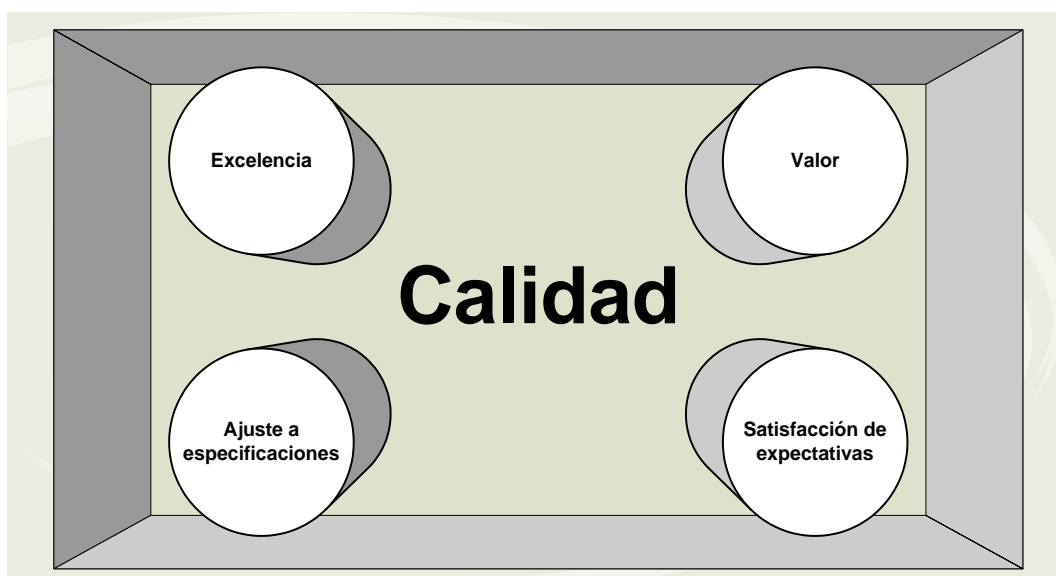 Excelencia
Valor
Calidad
Ajuste a
especificaciones
Satisfacción de
expectativas